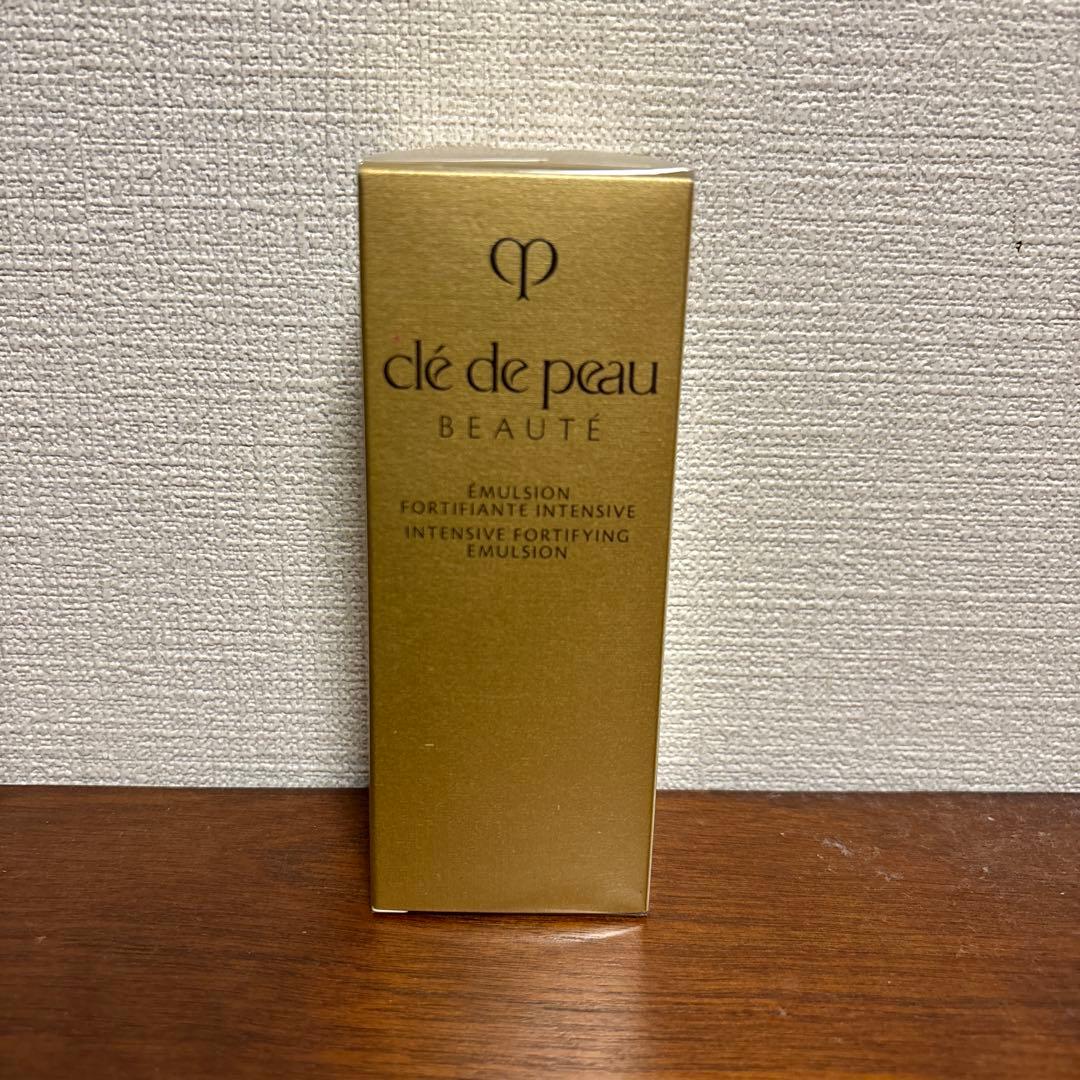 clé de peau
BEAUTÉ
ÉMULSION
FORTIFIANTE INTENSIVE
INTENSIVE FORTIFYING
EMULSION